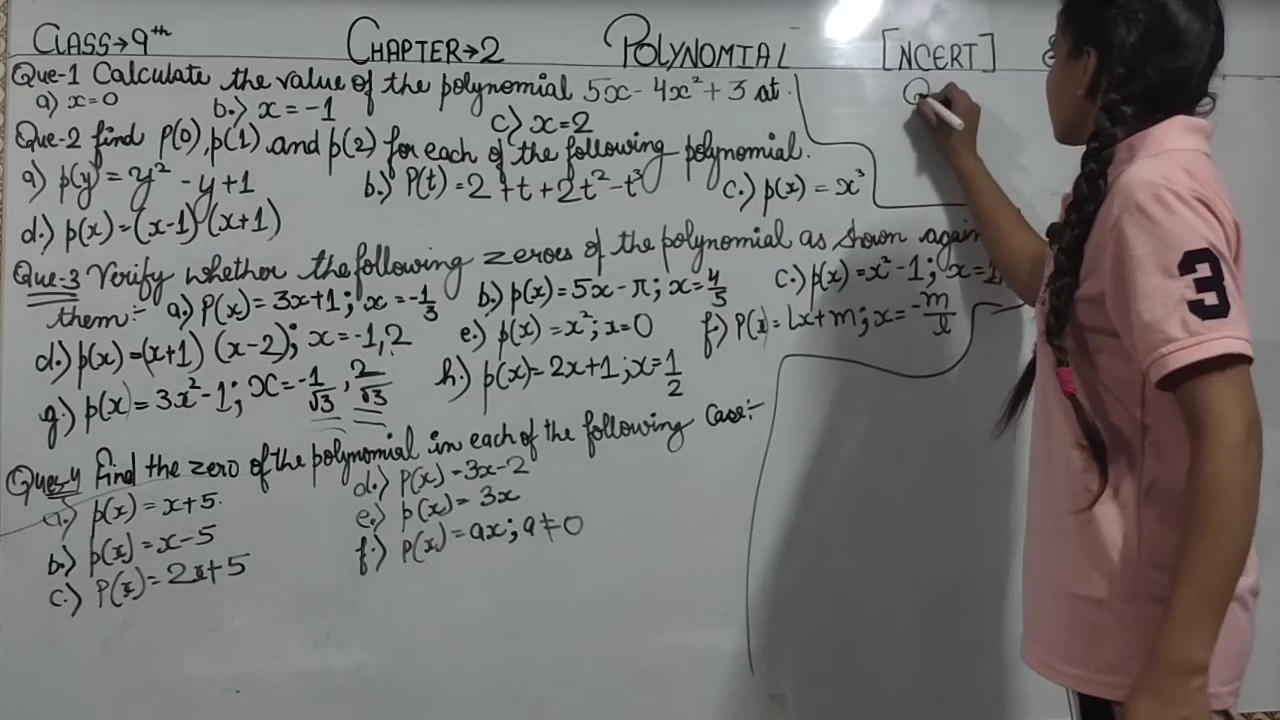 CLASS→9th CHAPTER→2 POLYNOMIAL [NCERT]
Que-1 Calculate the value of the polynomial 5x - 4x² + 3 at
a) x=0 b.) x = -1 c) x=2
Que-2 find P(0), p(1), and p(2) for each of the following polynomial.
a) p(y) = y² - y + 1 b.) P(t) = 2 + t + 2t² - t³ c.) p(x) = x³
d.) p(x) = (x-1) (x+1)
Que-3 Verify whether the following zeroes of the polynomial as shown again
them:- a.) P(x) = 3x+1; x = -1/3 b.) p(x) = 5x - π; x = 4/5 c.) p(x) = x² - 1; x = 1
d.) p(x) = (x+1) (x-2); x = -1, 2 e.) p(x) = x²; x=0 f.) P(x) = Lx + m; x = -m/l
g.) p(x) = 3x² - 1; x = -1/√3, 2/√3 h.) p(x) = 2x + 1; x = 1/2
Ques-4 Find the zero of the polynomial in each of the following Case:-
a.) p(x) = x+5. d.) P(x) = 3x-2
b.) p(x) = x-5 e.) p(x) = 3x
c.) P(x) = 2x+5 f.) P(x) = ax; a≠0
3